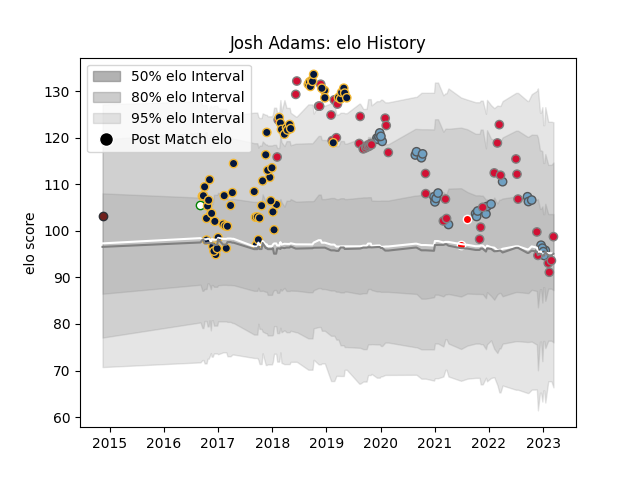 Josh Adams: elo History
50% elo Interval
80% elo Interval
95% elo Interval
Post Match elo
elo score
130
120
110
100
90
80
70
60
2015 2016 2017 2018 2019 2020 2021 2022 2023